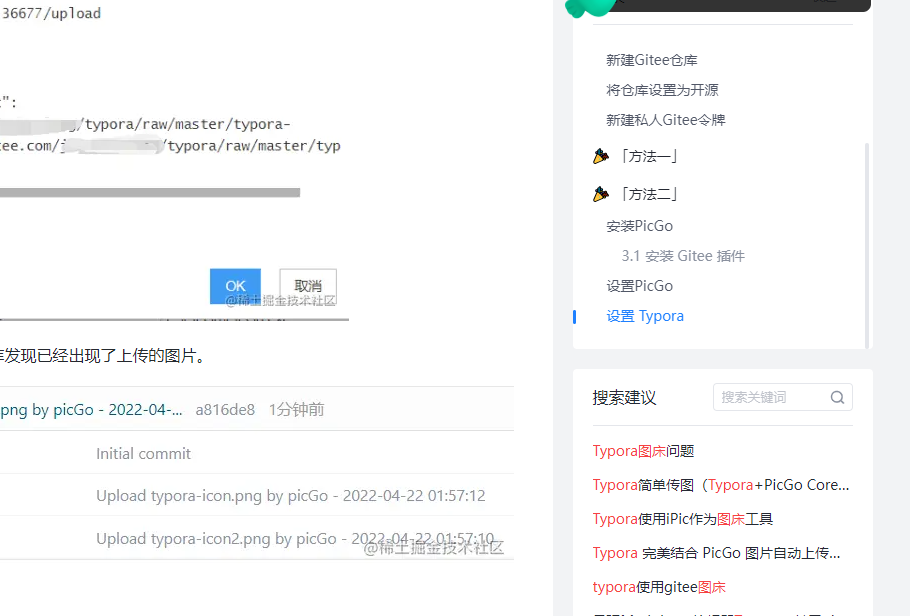 36677/upload
":
/typora/raw/master/typora-
tee.com/j /typora/raw/master/typ
OK
取消
@稀土掘金技术社区
发现已经出现了上传的图片。
png by picGo - 2022-04-... a816de8 1分钟前
Initial commit
Upload typora-icon.png by picGo - 2022-04-22 01:57:12
Upload typora-icon2.png by picGo - 2022-04-22 01:57:10
@稀土掘金技术社区
新建Gitee仓库
将仓库设置为开源
新建私人Gitee令牌
「方法一」
「方法二」
安装PicGo
3.1 安装 Gitee 插件
设置PicGo
设置 Typora
搜索建议
搜索关键词
Typora图床问题
Typora简单传图（Typora+PicGo Core...
Typora使用iPic作为图床工具
Typora 完美结合 PicGo 图片自动上传...
typora使用gitee图床